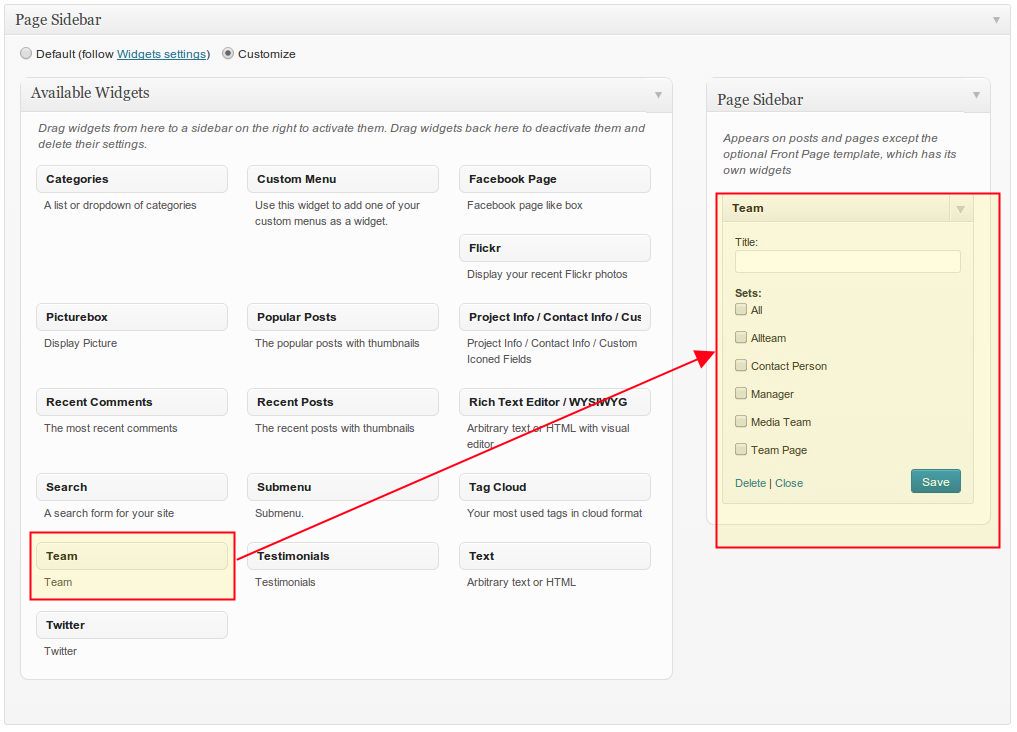 Page Sidebar
Default (follow Widgets settings) Customize
Available Widgets
Drag widgets from here to a sidebar on the right to activate them. Drag widgets back here to deactivate them and
delete their settings.
Categories
A list or dropdown of categories
Custom Menu
Use this widget to add one of your
custom menus as a widget.
Facebook Page
Facebook page like box
Flickr
Display your recent Flickr photos
Picturebox
Display Picture
Popular Posts
The popular posts with thumbnails
Project Info / Contact Info / Cus
Project Info / Contact Info / Custom
Iconed Fields
Recent Comments
The most recent comments
Recent Posts
The recent posts with thumbnails
Rich Text Editor / WYSIWYG
Arbitrary text or HTML with visual
editor.
Search
A search form for your site
Submenu
Submenu.
Tag Cloud
Your most used tags in cloud format
Team
Team
Testimonials
Testimonials
Text
Arbitrary text or HTML
Twitter
Twitter
Page Sidebar
Appears on posts and pages except the
optional Front Page template, which has its
own widgets
Team
Title:
Sets:
All
Allteam
Contact Person
Manager
Media Team
Team Page
Delete | Close
Save